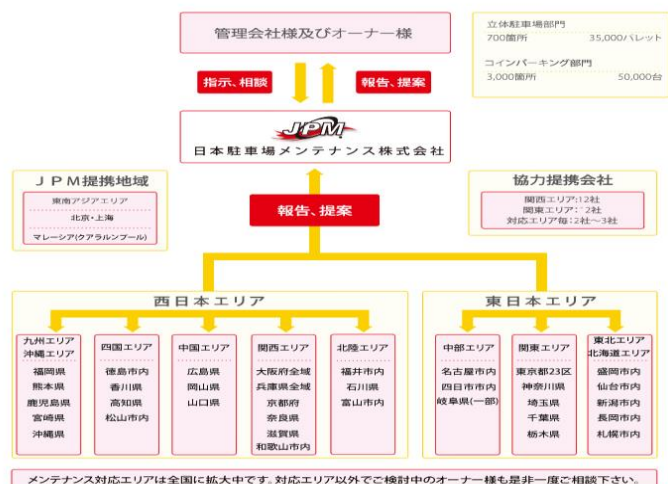 管理会社様及びオーナー様
立体駐車場部門
700箇所 35,000パレット
コインパーキング部門
3,000箇所 50,000台
指示、相談
報告、提案
JPM
日本駐車場メンテナンス株式会社
JPM提携地域
東南アジアエリア
北京・上海
マレーシア(クアラルンプール)
報告、提案
協力提携会社
関西エリア:12社
関東エリア:12社
対応エリア毎:2社～3社
西日本エリア
九州エリア
沖縄エリア
福岡県
熊本県
鹿児島県
宮崎県
沖縄県
四国エリア
徳島市内
香川県
高知県
松山市内
中国エリア
広島県
岡山県
山口県
関西エリア
大阪府全域
兵庫県全域
京都府
奈良県
滋賀県
和歌山市内
北陸エリア
福井市内
石川県
富山市内
東日本エリア
中部エリア
名古屋市内
四日市市内
岐阜県(一部)
関東エリア
東京都23区
神奈川県
埼玉県
千葉県
栃木県
東北エリア
北海道エリア
盛岡市内
仙台市内
新潟市内
長岡市内
札幌市内
メンテナンス対応エリアは全国に拡大中です。対応エリア以外でご検討中のオーナー様も是非一度ご相談下さい。